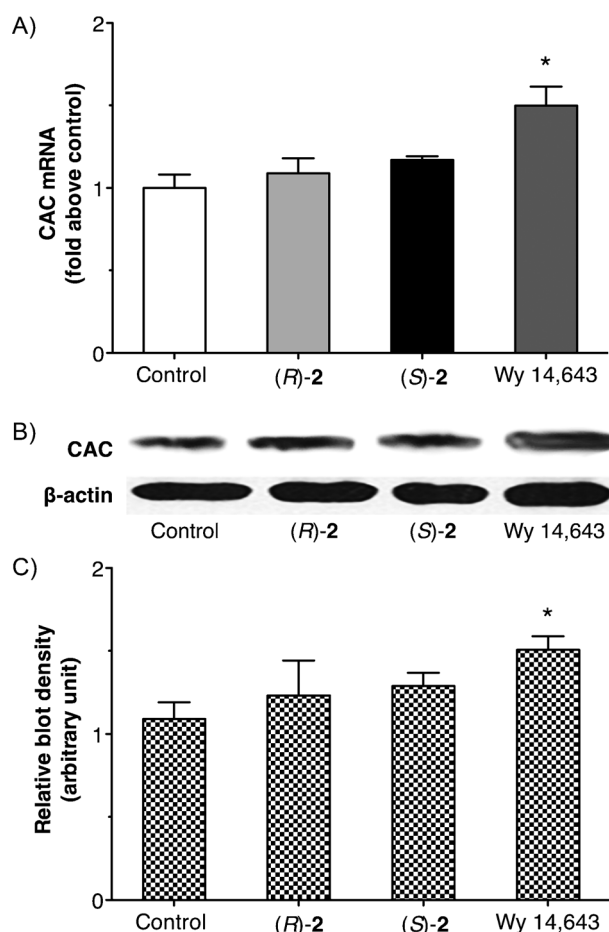 A)
CAC mRNA
(fold above control)
2
1
0
*
Control (R)-2 (S)-2 Wy 14,643
B)
CAC
β-actin
Control (R)-2 (S)-2 Wy 14,643
C)
Relative blot density
(arbitrary unit)
2
1
0
*
Control (R)-2 (S)-2 Wy 14,643